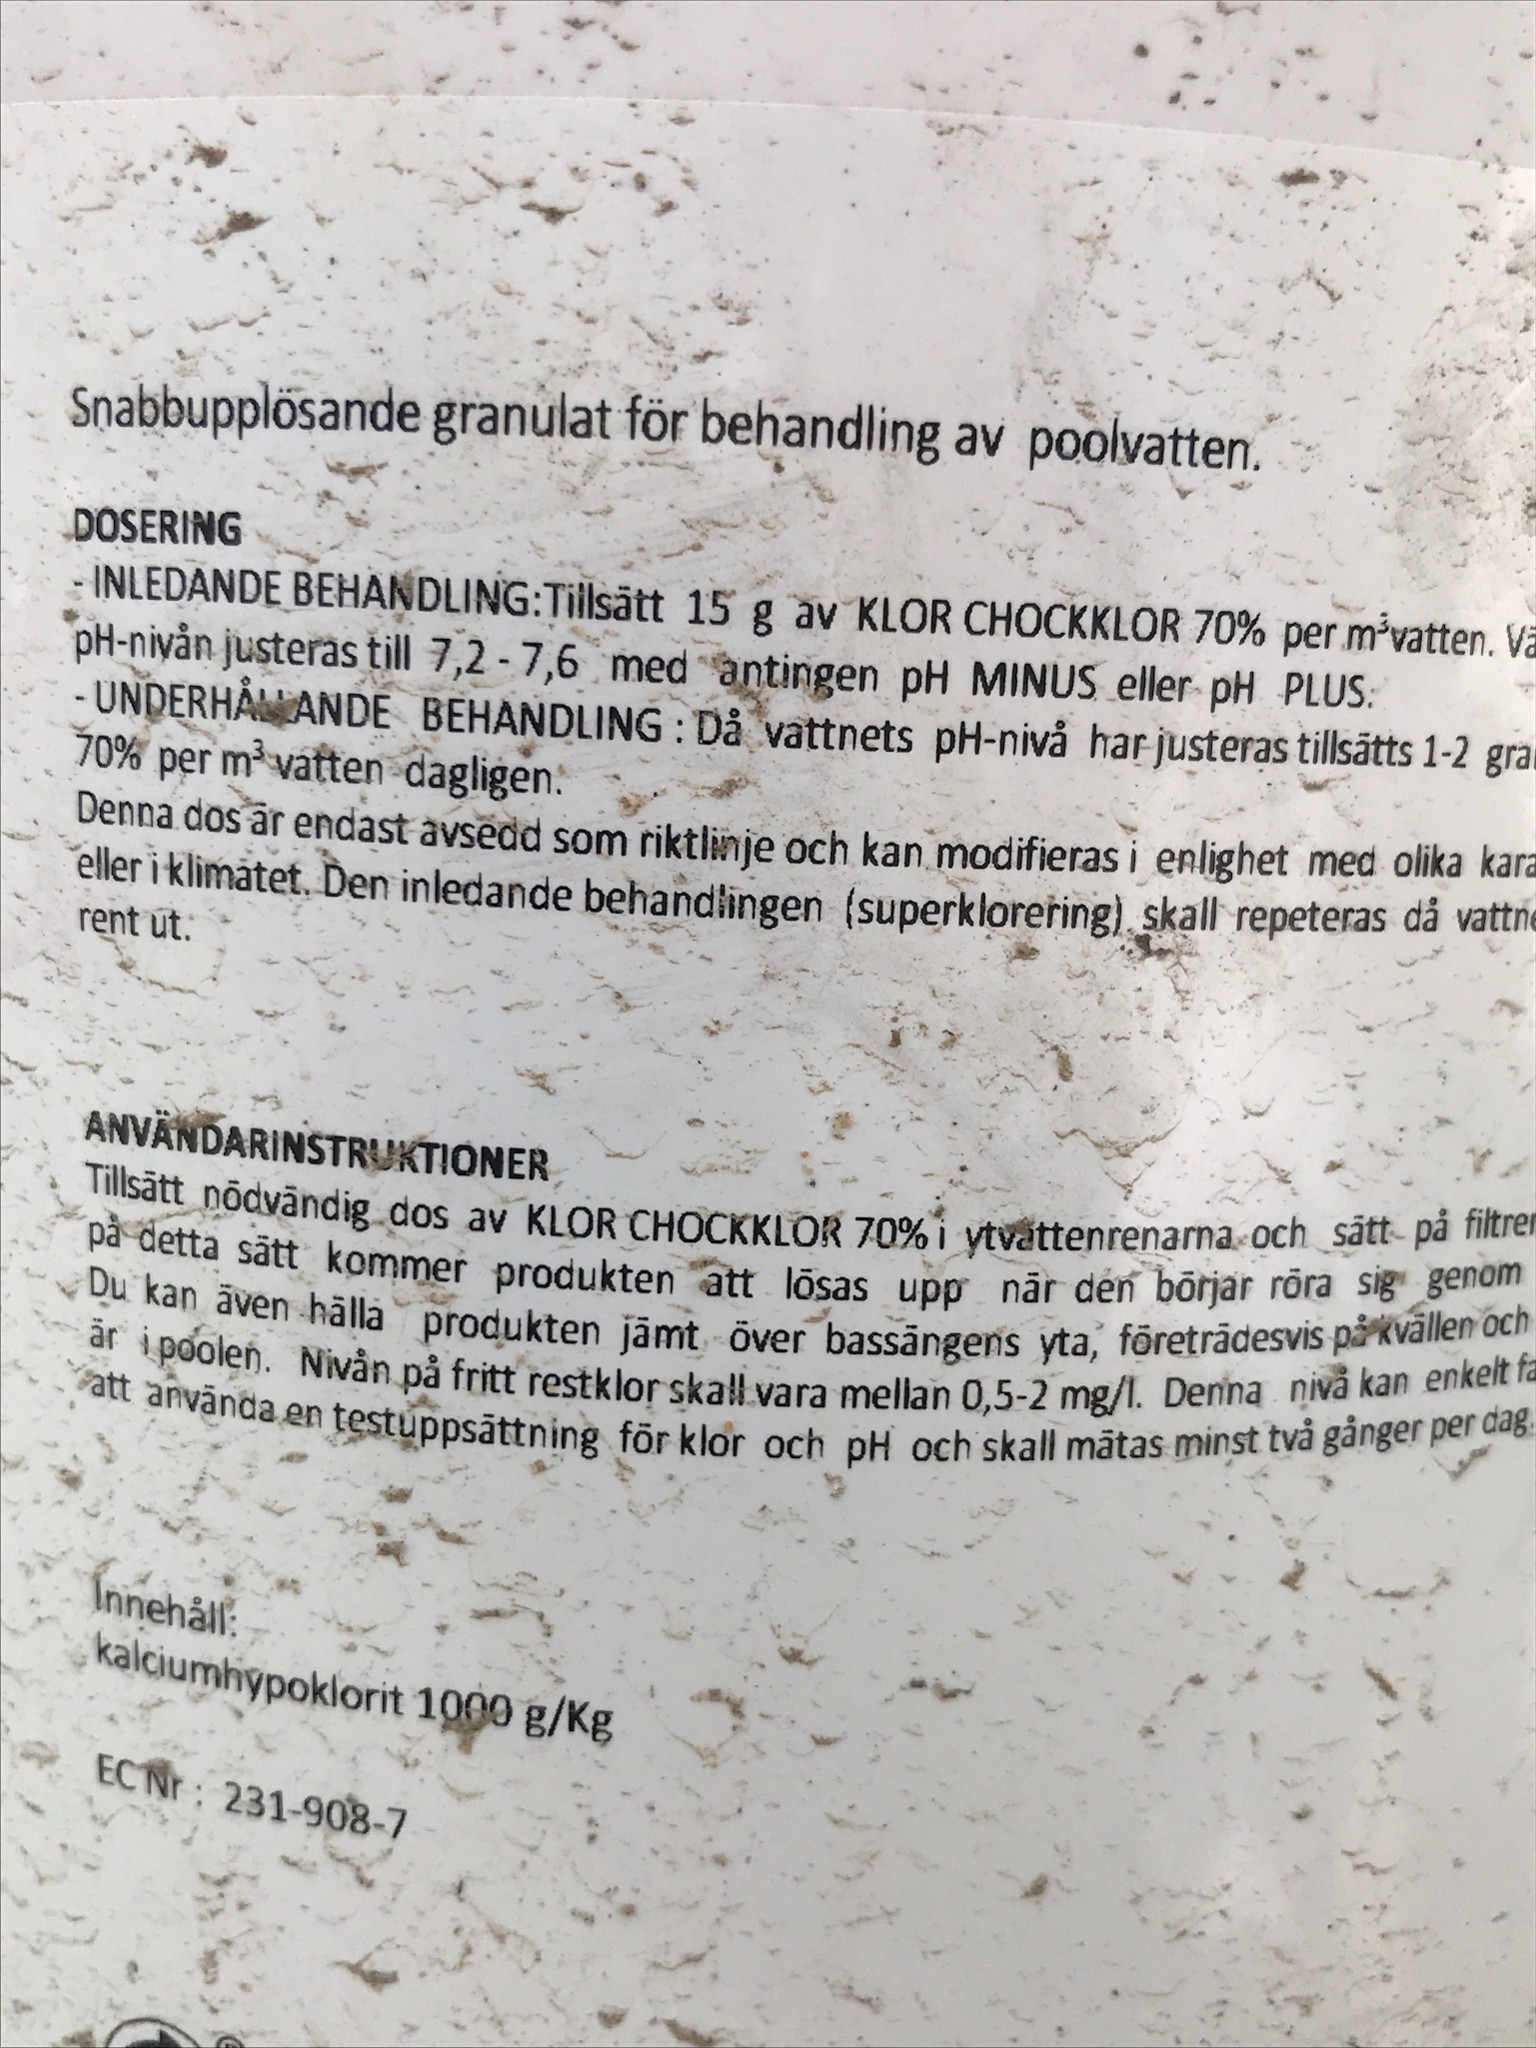 Snabbupplösande granulat för behandling av poolvatten.
DOSERING
- INLEDANDE BEHANDLING:Tillsätt 15 g av KLOR CHOCKKLOR 70% per m³vatten. Vä
pH-nivån justeras till 7,2 - 7,6 med antingen pH MINUS eller pH PLUS.
- UNDERHÅLLANDE BEHANDLING : Då vattnets pH-nivå har justeras tillsätts 1-2 gra
70% per m³ vatten dagligen.
Denna dos är endast avsedd som riktlinje och kan modifieras i enlighet med olika kara
eller i klimatet. Den inledande behandlingen (superklorering) skall repeteras då vattne
rent ut.
ANVÄNDARINSTRUKTIONER
Tillsätt nödvändig dos av KLOR CHOCKKLOR 70% i ytvattenrenarna och sätt på filtrer
på detta sätt kommer produkten att lösas upp när den börjar röra sig genom
Du kan även hälla produkten jämt över bassängens yta, företrädesvis på kvällen och
är i poolen. Nivån på fritt restklor skall vara mellan 0,5-2 mg/l. Denna nivå kan enkelt fa
att använda en testuppsättning för klor och pH och skall mätas minst två gånger per dag.
Innehåll:
kalciumhypoklorit 1000 g/Kg
EC Nr : 231-908-7
®